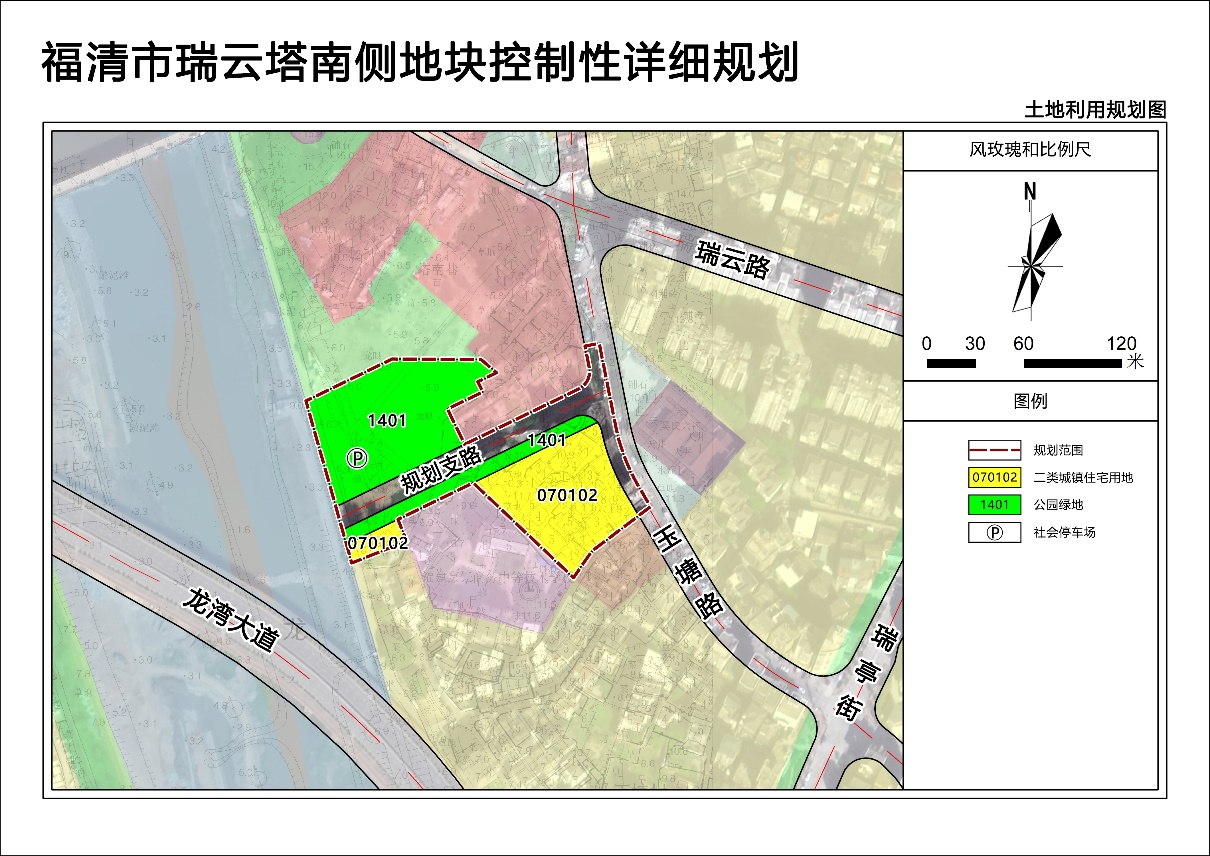 福清市瑞云塔南侧地块控制性详细规划
土地利用规划图
风玫瑰和比例尺
N
0 30 60 120
米
图例
规划范围
070102 二类城镇住宅用地
1401 公园绿地
P 社会停车场
瑞云路
1401
P
1401
规划支路
070102
070102
玉塘路
龙湾大道
龙
瑞亭街